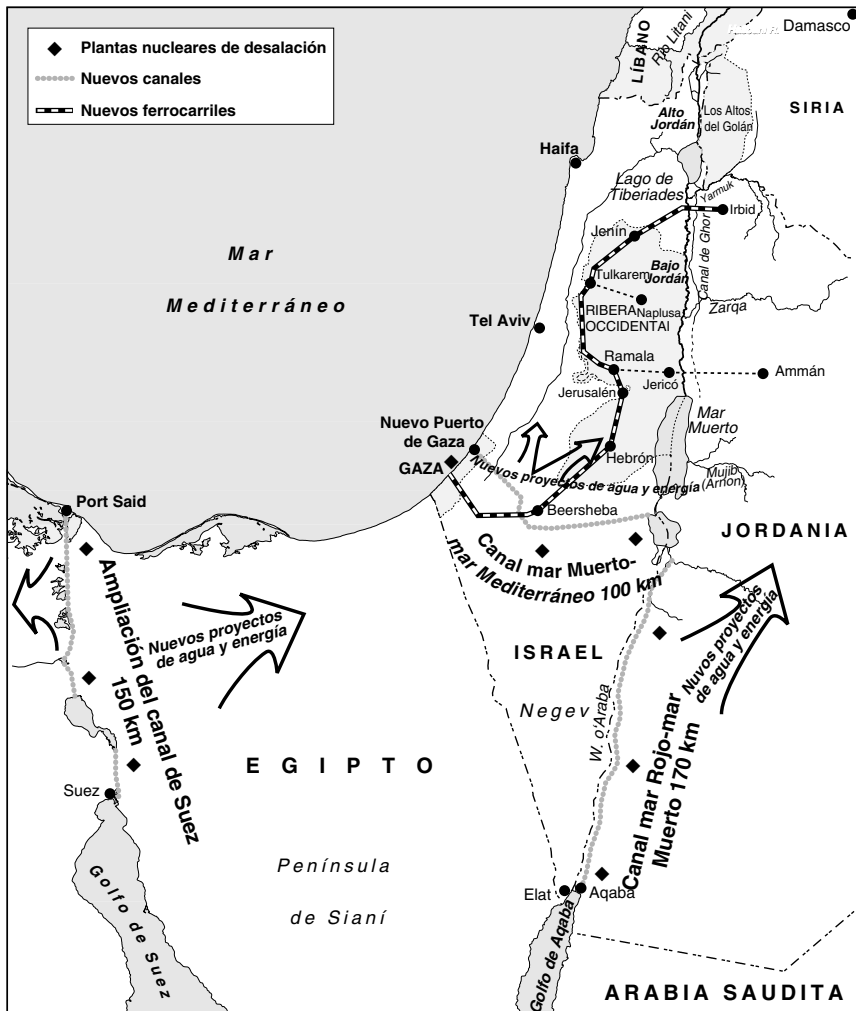 Plantas nucleares de desalación
Nuevos canales
Nuevos ferrocarriles
Damasco
LÍBANO
Río Litani
SIRIA
Alto
Jordán
Los Altos
del Golán
Haifa
Lago de
Tiberiades
Yarmuk
Irbid
Jenín
Canal de Ghor
Mar
Mediterráneo
Tulkarem
Bajo
Jordán
RIBERA
OCCIDENTAl
Naplusa
Zarqa
Tel Aviv
Ramala
Jericó
Ammán
Jerusalén
Mar
Muerto
Nuevo Puerto
de Gaza
GAZA
Hebrón
Nuevos proyectos de agua y energía
Mujib
(Arnon)
Port Said
Beersheba
JORDANIA
Canal mar Muerto-
mar Mediterráneo 100 km
Ampliación del canal de Suez
150 km
Nuevos proyectos
de agua y energía
ISRAEL
Nuvos proyectos
de agua y energía
Negev
W. o'Araba
Canal mar Rojo-mar
Muerto 170 km
EGIPTO
Suez
Golfo de Suez
Península
de Sianí
Elat
Aqaba
Golfo de Aqaba
ARABIA SAUDITA